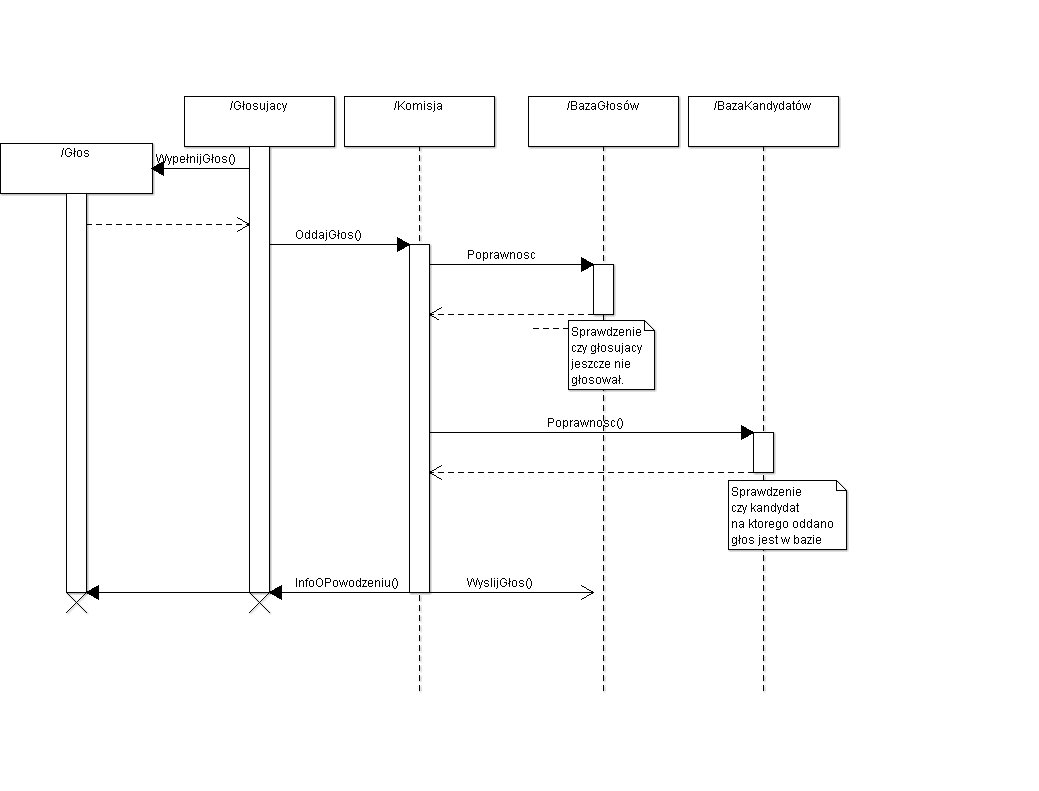 /Głosujacy
/Komisja
/BazaGłosów
/BazaKandydatów
/Głos
WypełnijGłos()
OddajGłos()
Poprawnosc
Sprawdzenie
czy głosujacy
jeszcze nie
głosował.
Poprawnosc()
Sprawdzenie
czy kandydat
na ktorego oddano
głos jest w bazie
InfoOPowodzeniu()
WyslijGłos()